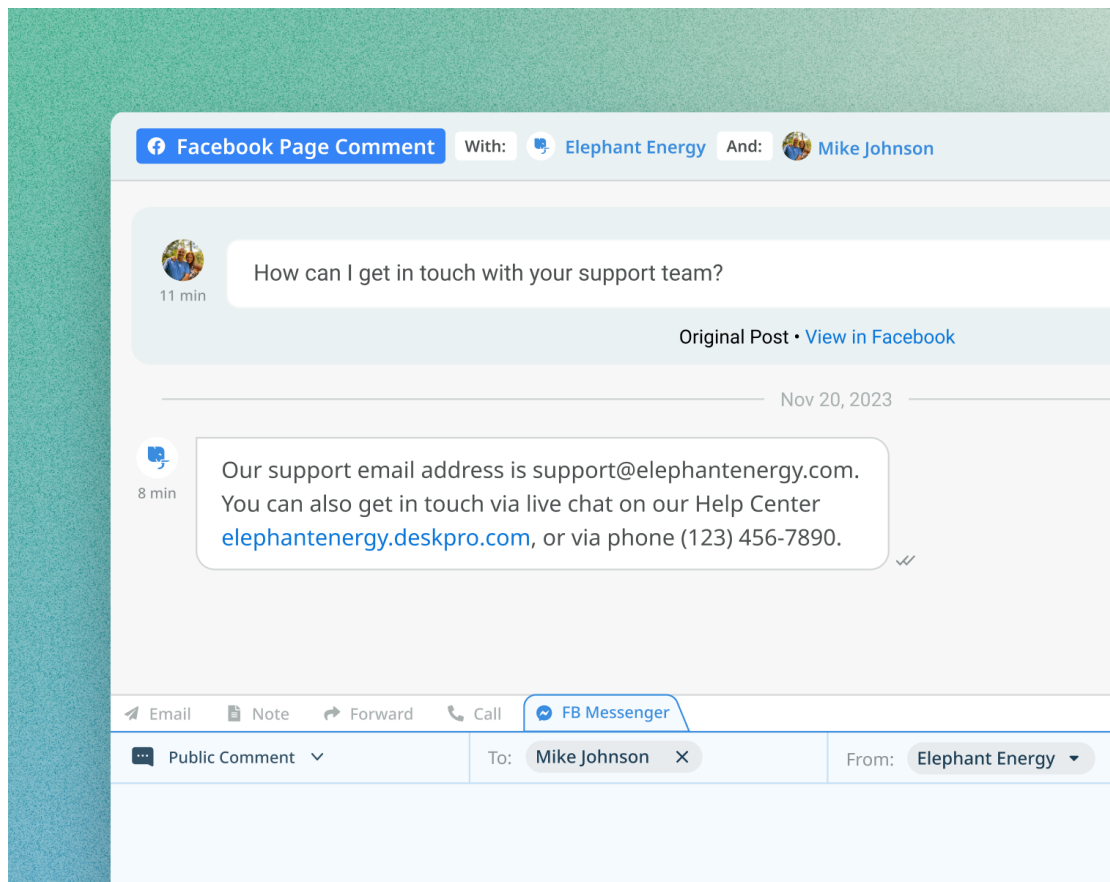 Facebook Page Comment With: Elephant Energy And: Mike Johnson
How can I get in touch with your support team?
11 min
Original Post • View in Facebook
Nov 20, 2023
Our support email address is support@elephantenergy.com.
You can also get in touch via live chat on our Help Center
elephantenergy.deskpro.com, or via phone (123) 456-7890.
8 min
Email Note Forward Call FB Messenger
Public Comment To: Mike Johnson From: Elephant Energy